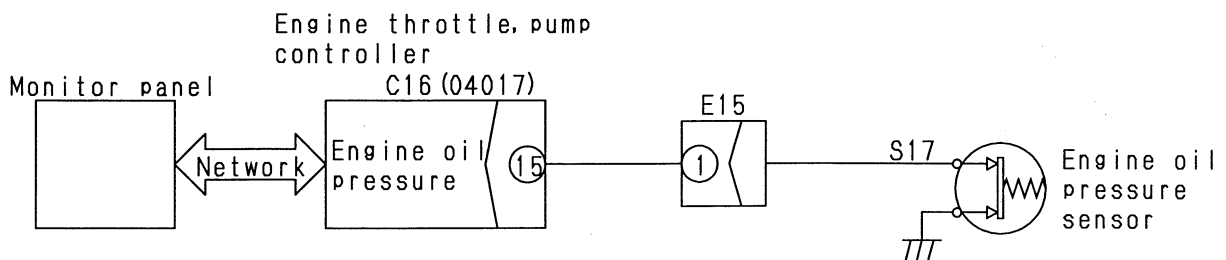 Engine throttle, pump
controller
Monitor panel
C16 (04017)
E15
Network
Engine oil
pressure
15
1
S17
Engine oil
pressure
sensor